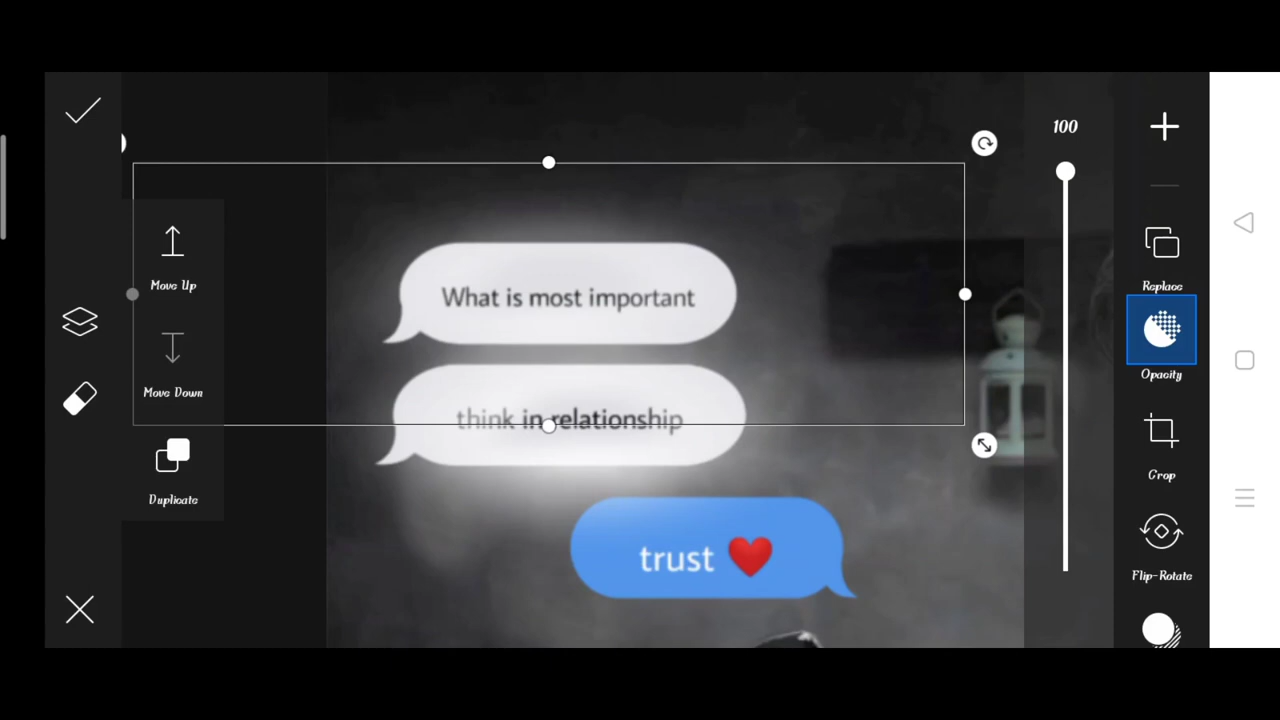 100
Move Up
What is most important
Replace
Opacity
Move Down
think in relationship
Crop
Duplicate
trust ❤️
Flip-Rotate